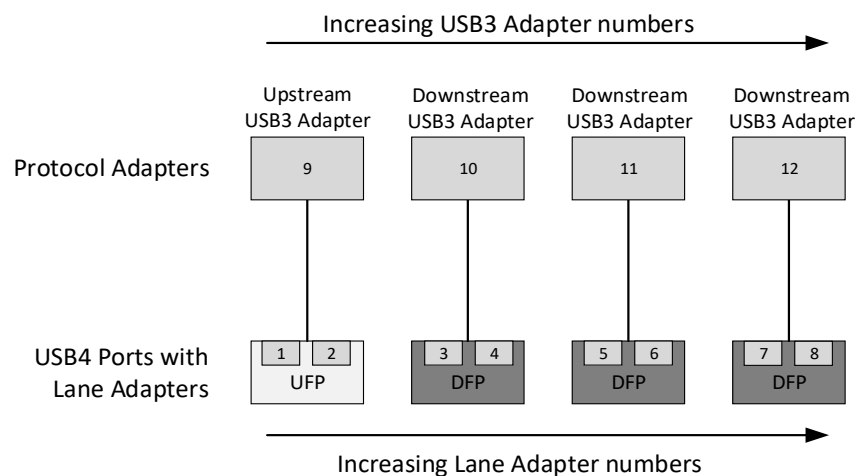 Increasing USB3 Adapter numbers
Upstream Downstream Downstream Downstream
USB3 Adapter USB3 Adapter USB3 Adapter USB3 Adapter
Protocol Adapters 9 10 11 12
USB4 Ports with 1 2 3 4 5 6 7 8
Lane Adapters UFP DFP DFP DFP
Increasing Lane Adapter numbers